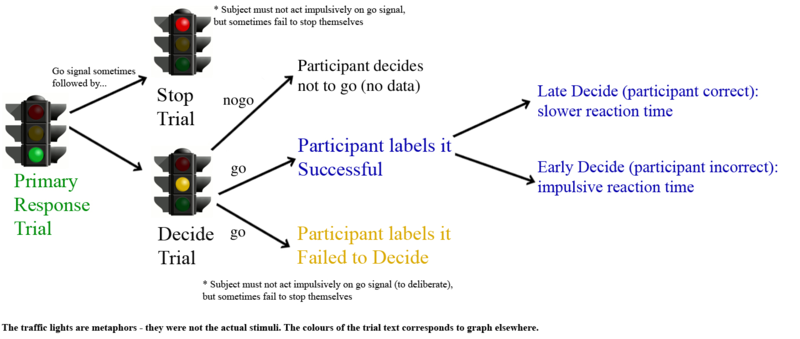 * Subject must not act impulsively on go signal,
but sometimes fail to stop themselves
Go signal sometimes
followed by...
Stop
Trial
Primary
Response
Trial
nogo
Participant decides
not to go (no data)
go
Participant labels it
Successful
Late Decide (participant correct):
slower reaction time
Early Decide (participant incorrect):
impulsive reaction time
Decide
Trial
go
Participant labels it
Failed to Decide
* Subject must not act impulsively on go signal (to deliberate),
but sometimes fail to stop themselves
The traffic lights are metaphors - they were not the actual stimuli. The colours of the trial text corresponds to graph elsewhere.